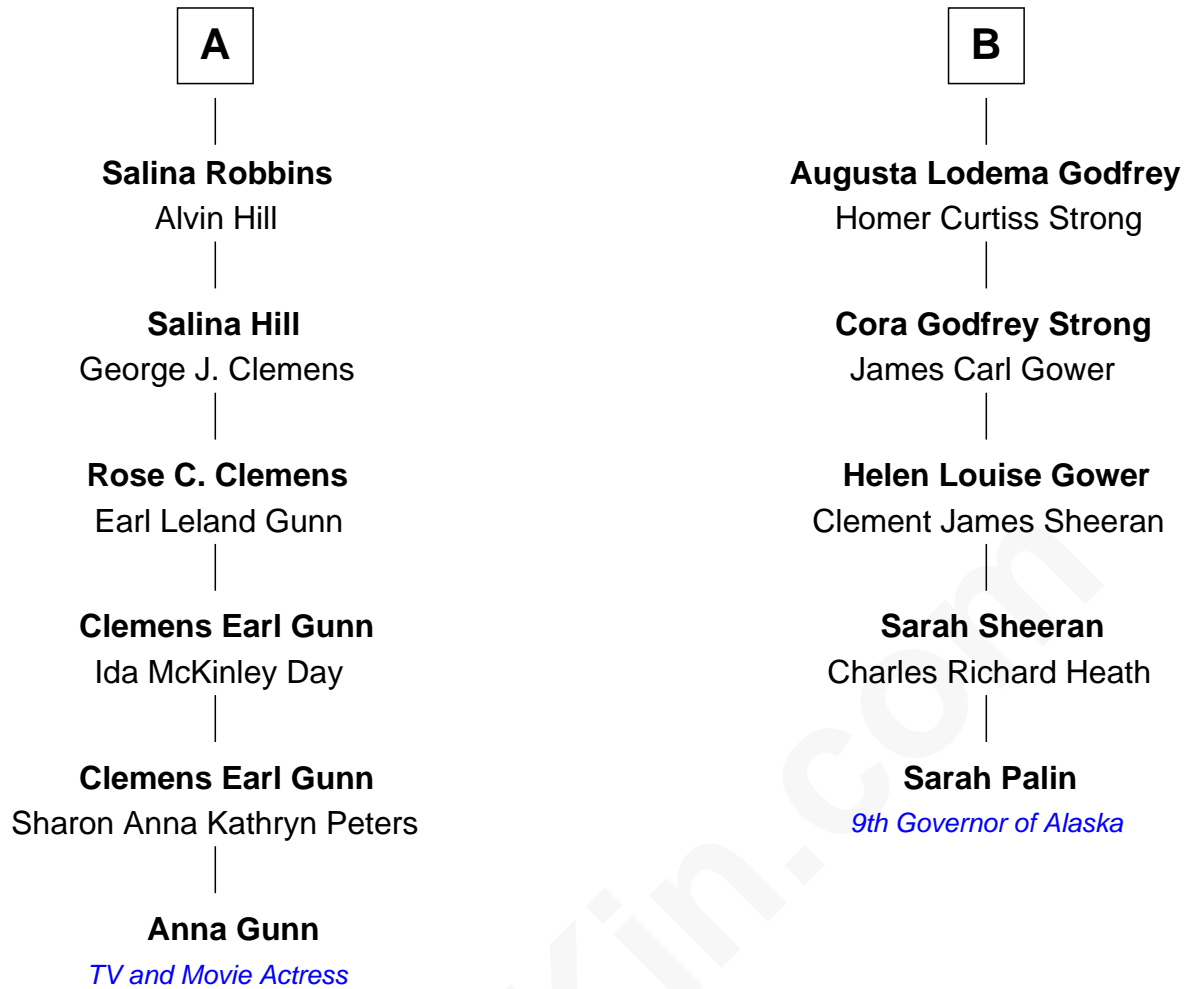 A
Salina Robbins
Alvin Hill
Salina Hill
George J. Clemens
Rose C. Clemens
Earl Leland Gunn
Clemens Earl Gunn
Ida McKinley Day
Clemens Earl Gunn
Sharon Anna Kathryn Peters
Anna Gunn
TV and Movie Actress
B
Augusta Lodema Godfrey
Homer Curtiss Strong
Cora Godfrey Strong
James Carl Gower
Helen Louise Gower
Clement James Sheeran
Sarah Sheeran
Charles Richard Heath
Sarah Palin
9th Governor of Alaska
Kin.com